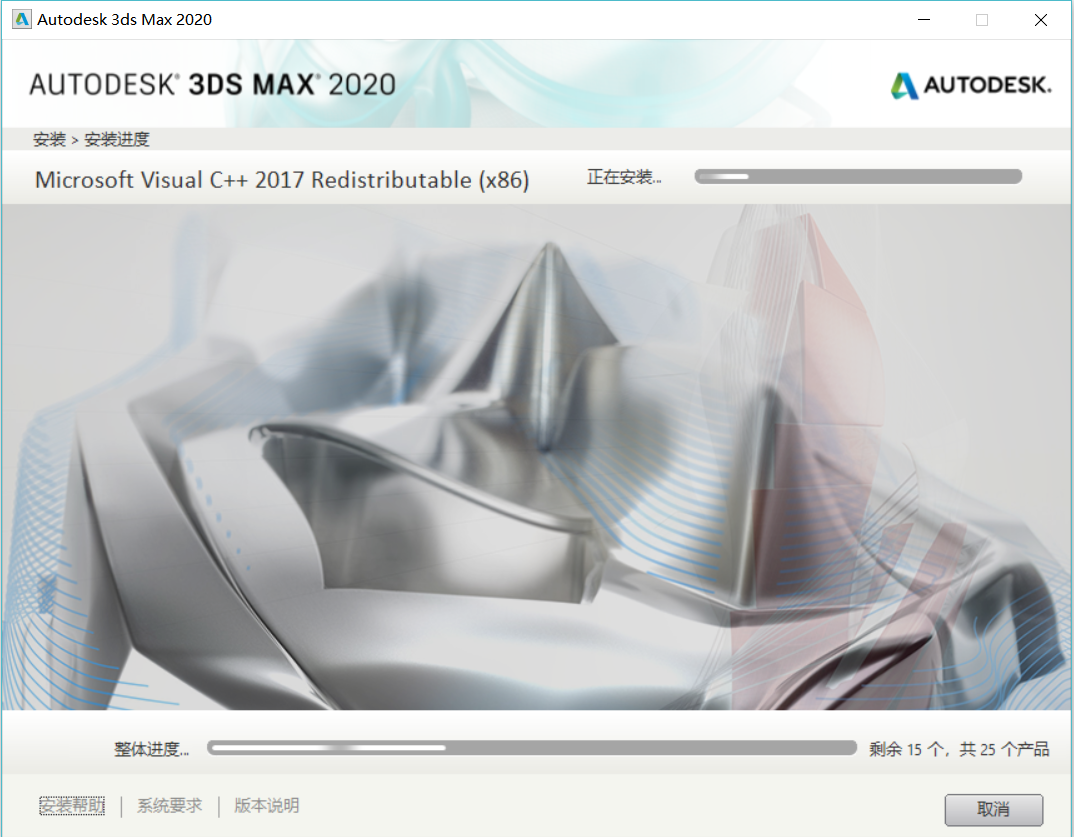 Autodesk 3ds Max 2020
AUTODESK® 3DS MAX® 2020
AUTODESK.
安装 > 安装进度
Microsoft Visual C++ 2017 Redistributable (x86) 正在安装...
整体进度... 剩余 15 个，共 25 个产品
安装帮助 | 系统要求 | 版本说明
取消